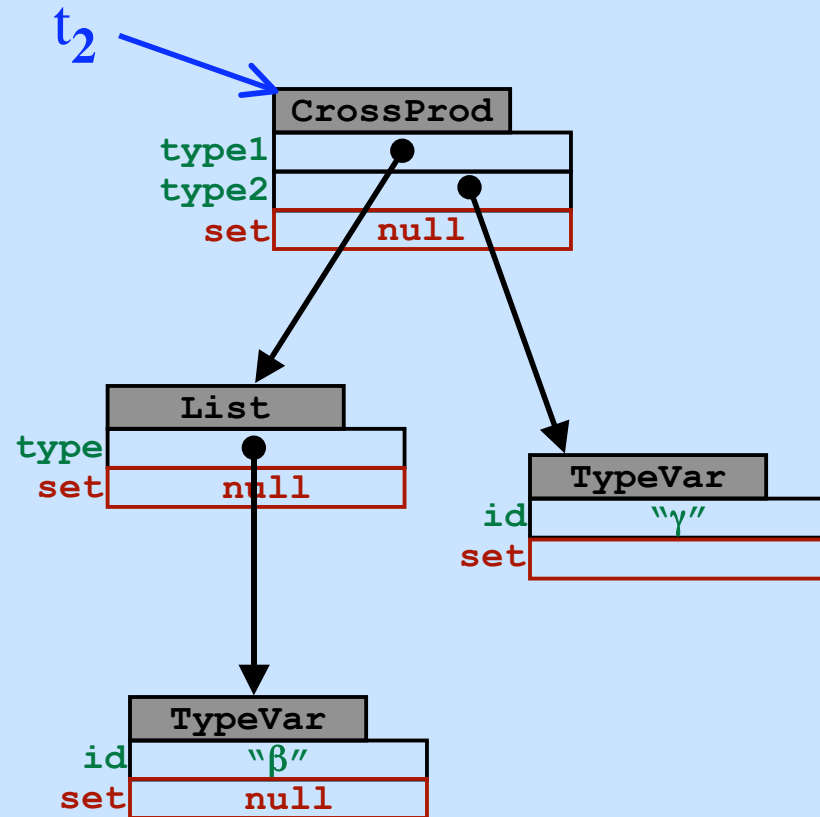 t2
CrossProd
type1
type2
set null
List
type
set null
TypeVar
id "γ"
set
TypeVar
id "β"
set null